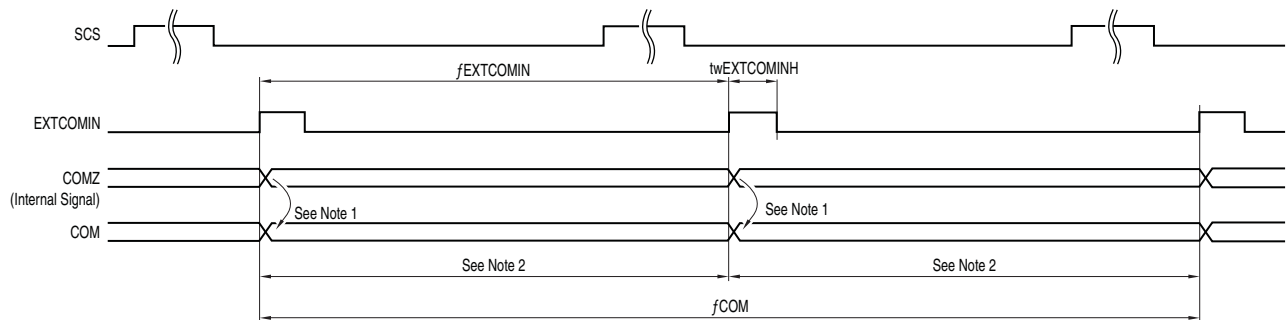 SCS
ƒEXTCOMIN
twEXTCOMINH
EXTCOMIN
COMZ
(Internal Signal)
See Note 1
See Note 1
COM
See Note 2
See Note 2
ƒCOM